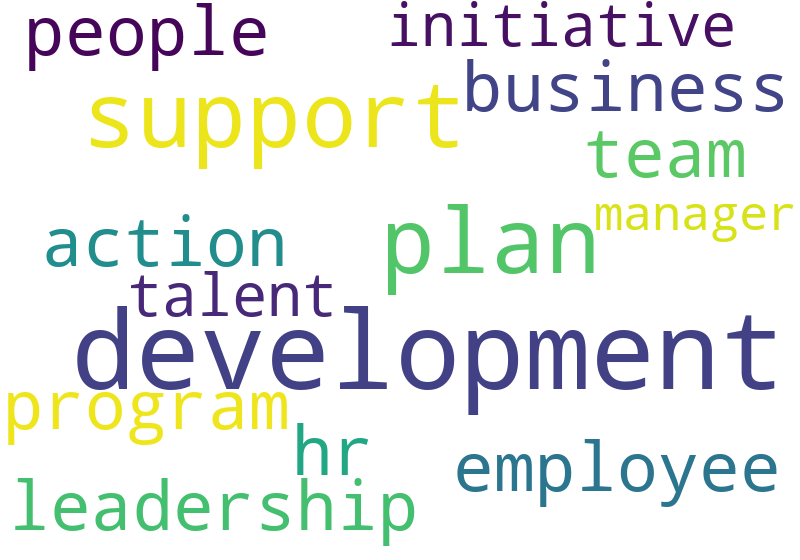 people
initiative
support
business
team
manager
action
plan
talent
development
program
hr
employee
leadership